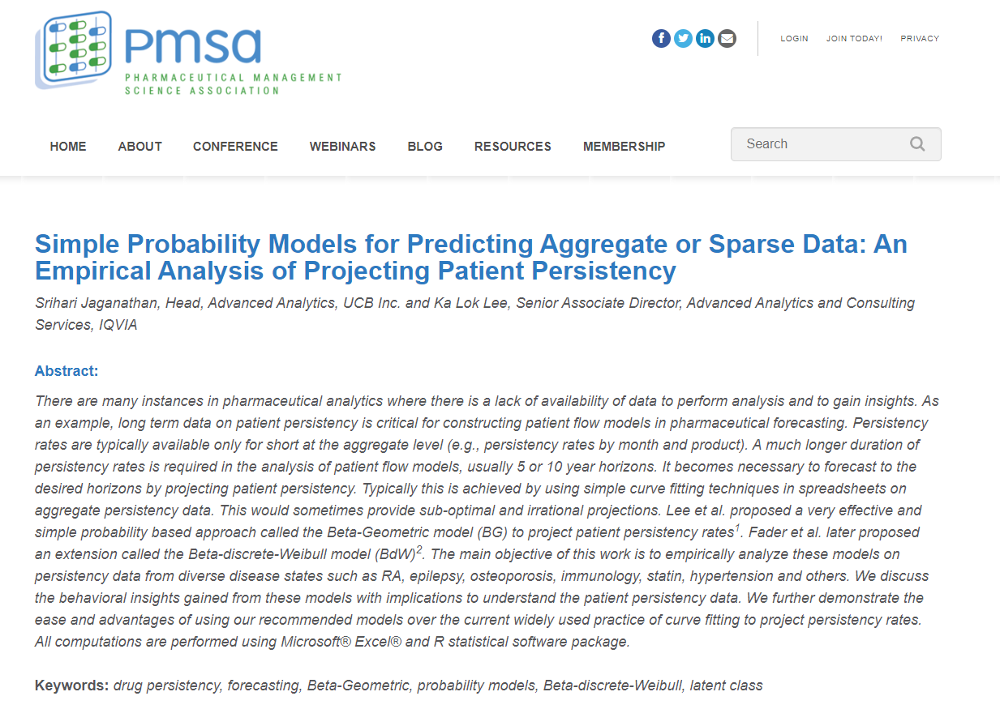 pmsa
PHARMACEUTICAL MANAGEMENT
SCIENCE ASSOCIATION
LOGIN JOIN TODAY! PRIVACY
HOME ABOUT CONFERENCE WEBINARS BLOG RESOURCES MEMBERSHIP Search
Simple Probability Models for Predicting Aggregate or Sparse Data: An
Empirical Analysis of Projecting Patient Persistency
Srihari Jaganathan, Head, Advanced Analytics, UCB Inc. and Ka Lok Lee, Senior Associate Director, Advanced Analytics and Consulting
Services, IQVIA
Abstract:
There are many instances in pharmaceutical analytics where there is a lack of availability of data to perform analysis and to gain insights. As
an example, long term data on patient persistency is critical for constructing patient flow models in pharmaceutical forecasting. Persistency
rates are typically available only for short at the aggregate level (e.g., persistency rates by month and product). A much longer duration of
persistency rates is required in the analysis of patient flow models, usually 5 or 10 year horizons. It becomes necessary to forecast to the
desired horizons by projecting patient persistency. Typically this is achieved by using simple curve fitting techniques in spreadsheets on
aggregate persistency data. This would sometimes provide sub-optimal and irrational projections. Lee et al. proposed a very effective and
simple probability based approach called the Beta-Geometric model (BG) to project patient persistency rates1. Fader et al. later proposed
an extension called the Beta-discrete-Weibull model (BdW)2. The main objective of this work is to empirically analyze these models on
persistency data from diverse disease states such as RA, epilepsy, osteoporosis, immunology, statin, hypertension and others. We discuss
the behavioral insights gained from these models with implications to understand the patient persistency data. We further demonstrate the
ease and advantages of using our recommended models over the current widely used practice of curve fitting to project persistency rates.
All computations are performed using Microsoft® Excel® and R statistical software package.
Keywords: drug persistency, forecasting, Beta-Geometric, probability models, Beta-discrete-Weibull, latent class